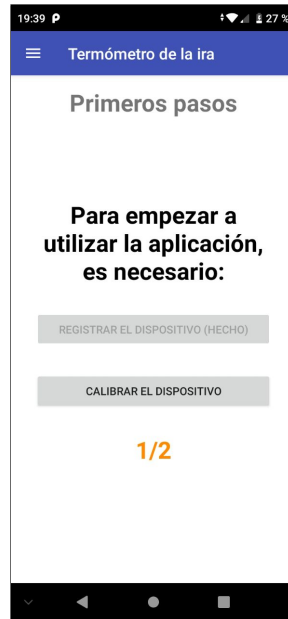 19:39 P 27 %
Termómetro de la ira
Primeros pasos
Para empezar a
utilizar la aplicación,
es necesario:
REGISTRAR EL DISPOSITIVO (HECHO)
CALIBRAR EL DISPOSITIVO
1/2